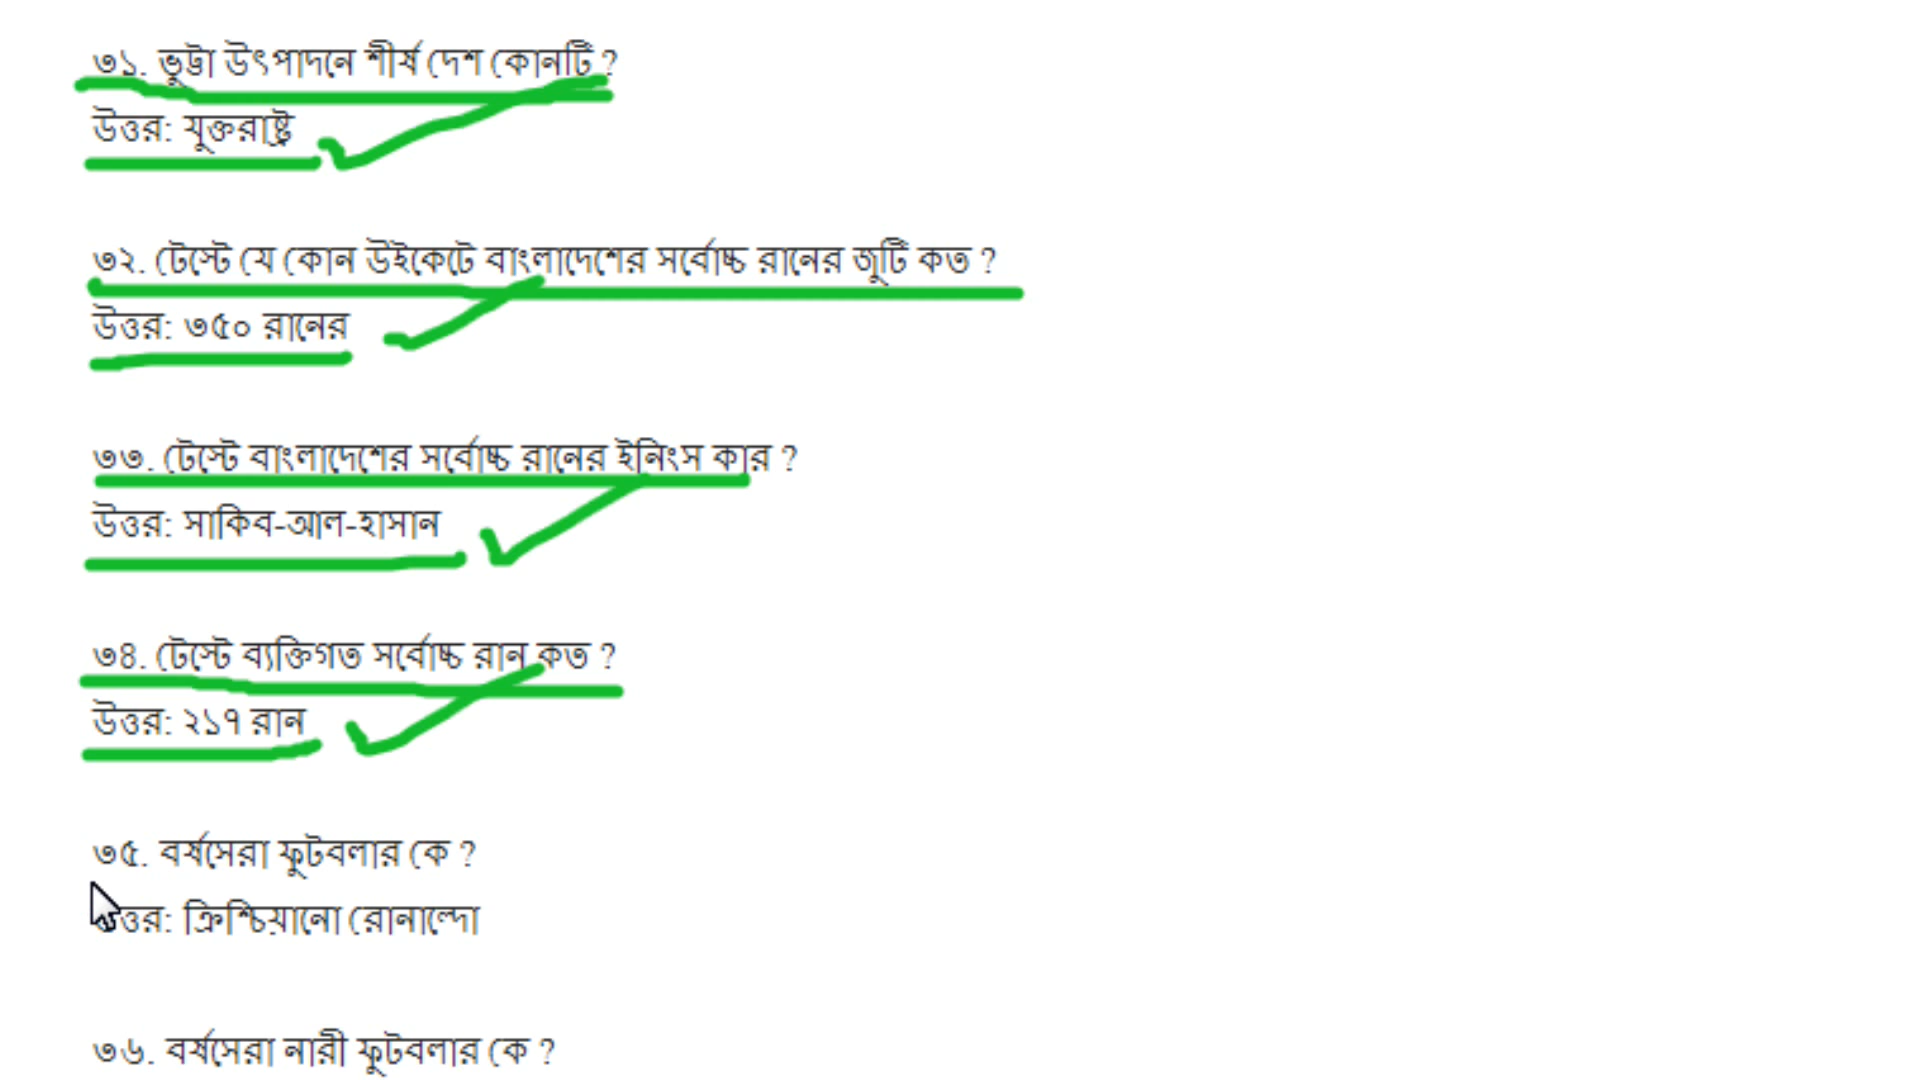 ৩১. ভুট্টা উৎপাদনে শীর্ষ দেশ কোনটি ?
উত্তর: যুক্তরাষ্ট্র
৩২. টেস্টে যে কোন উইকেটে বাংলাদেশের সর্বোচ্চ রানের জুটি কত ?
উত্তর: ৩৫০ রানের
৩৩. টেস্টে বাংলাদেশের সর্বোচ্চ রানের ইনিংস কার ?
উত্তর: সাকিব-আল-হাসান
৩৪. টেস্টে ব্যক্তিগত সর্বোচ্চ রান কত ?
উত্তর: ২১৭ রান
৩৫. বর্ষসেরা ফুটবলার কে ?
উত্তর: ক্রিশ্চিয়ানো রোনাল্দো
৩৬. বর্ষসেরা নারী ফুটবলার কে ?